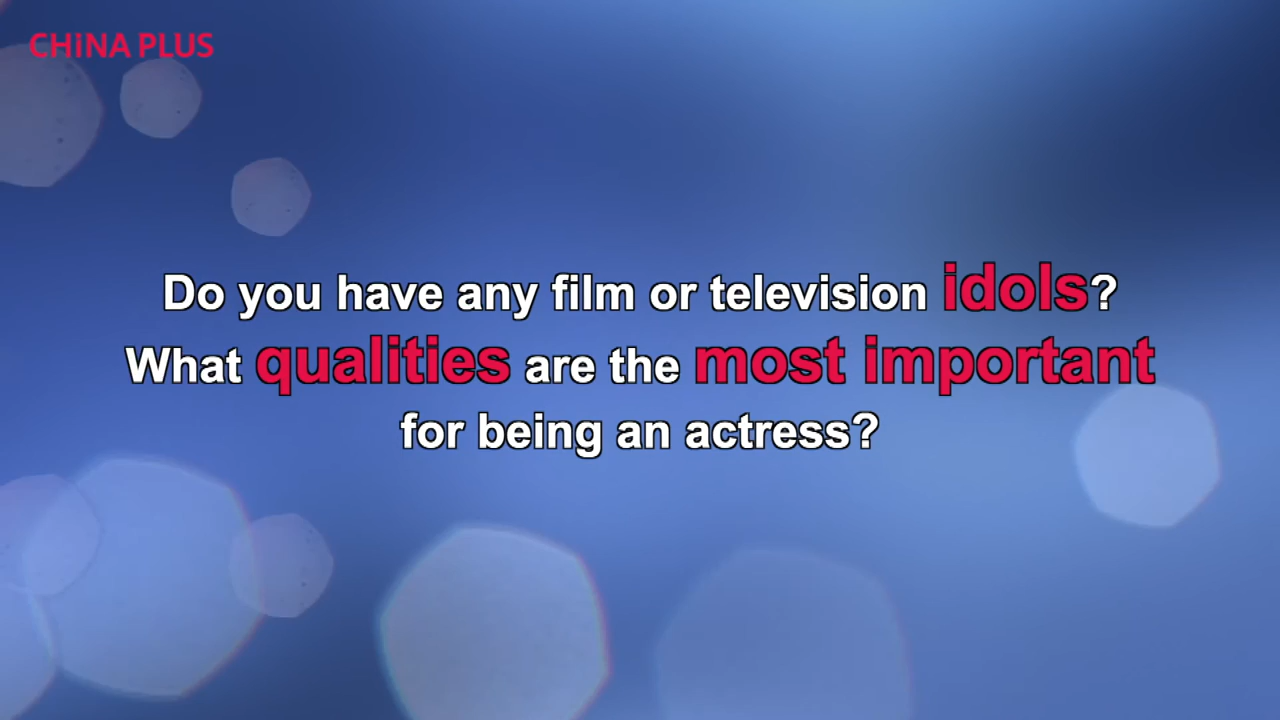 CHINA PLUS
Do you have any film or television idols?
What qualities are the most important
for being an actress?